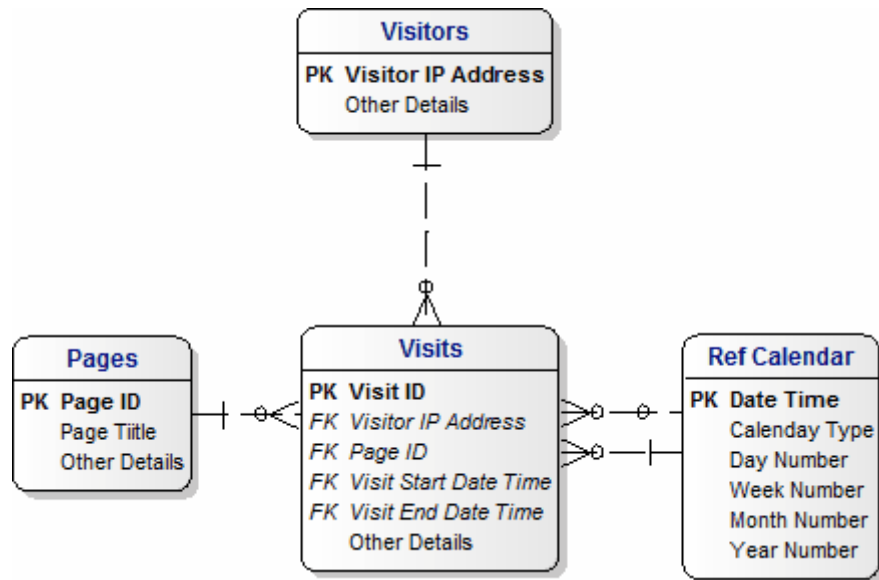 Visitors
PK Visitor IP Address
Other Details
Pages
PK Page ID
Page Tiitle
Other Details
Visits
PK Visit ID
FK Visitor IP Address
FK Page ID
FK Visit Start Date Time
FK Visit End Date Time
Other Details
Ref Calendar
PK Date Time
Calenday Type
Day Number
Week Number
Month Number
Year Number